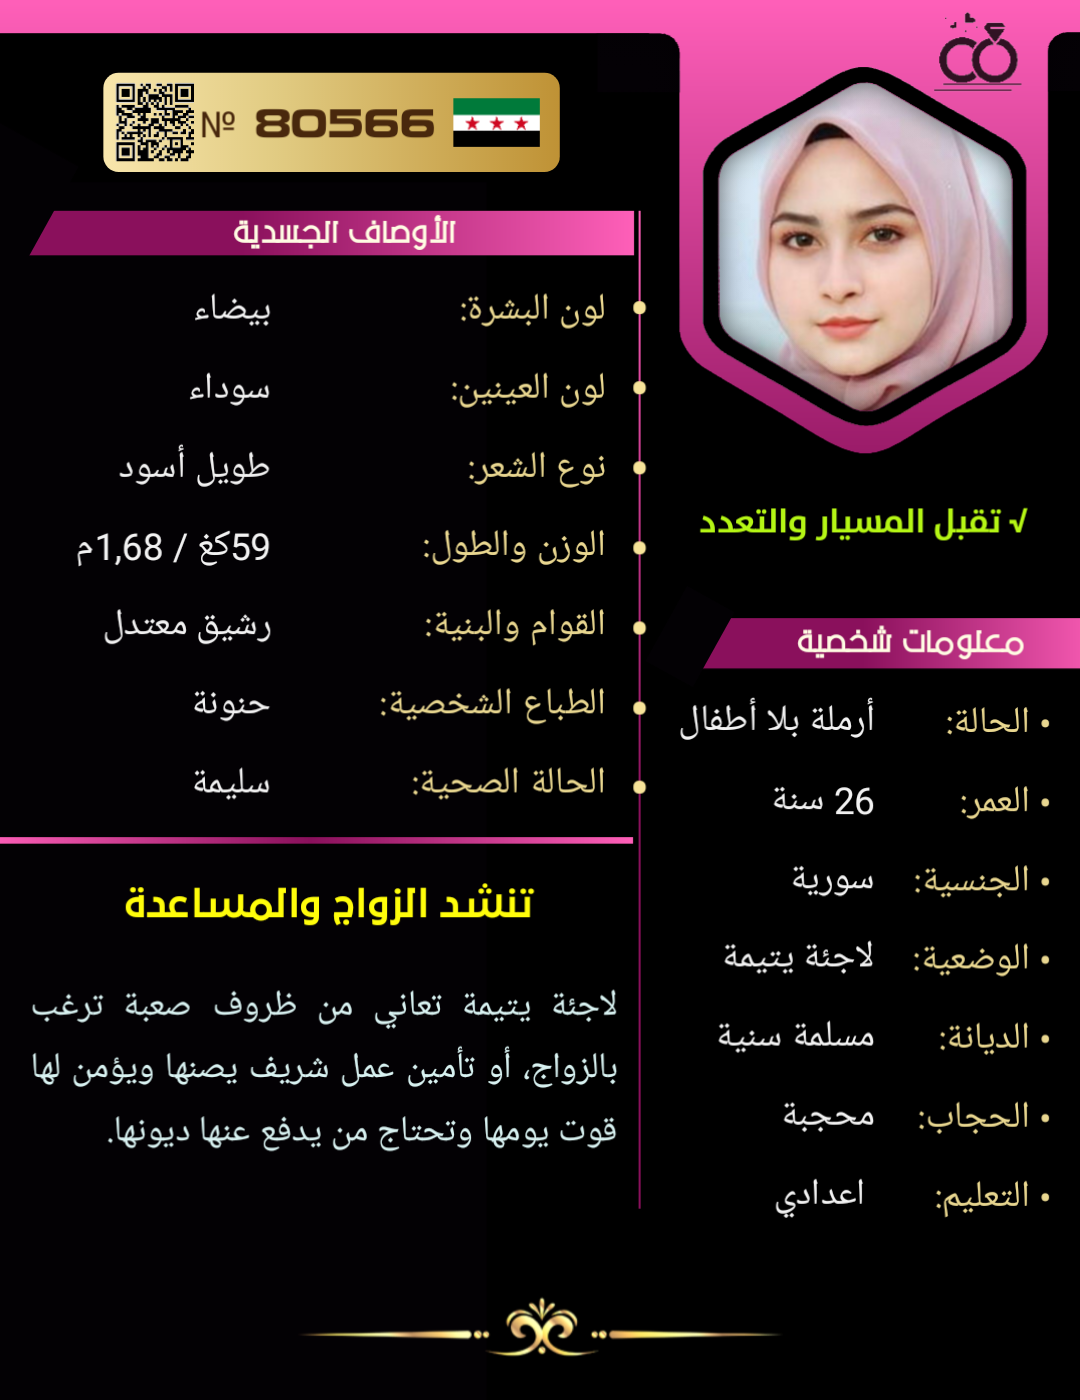 № 80566
√ تقبل المسيار والتعدد
معلومات شخصية
• الحالة: أرملة بلا أطفال
• العمر: 26 سنة
• الجنسية: سورية
• الوضعية: لاجئة يتيمة
• الديانة: مسلمة سنية
• الحجاب: محجبة
• التعليم: اعدادي
الأوصاف الجسدية
لون البشرة: بيضاء
لون العينين: سوداء
نوع الشعر: طويل أسود
الوزن والطول: 59كغ / 1,68م
القوام والبنية: رشيق معتدل
الطباع الشخصية: حنونة
الحالة الصحية: سليمة
تنشد الزواج والمساعدة
لاجئة يتيمة تعاني من ظروف صعبة ترغب
بالزواج، أو تأمين عمل شريف يصنها ويؤمن لها
قوت يومها وتحتاج من يدفع عنها ديونها.